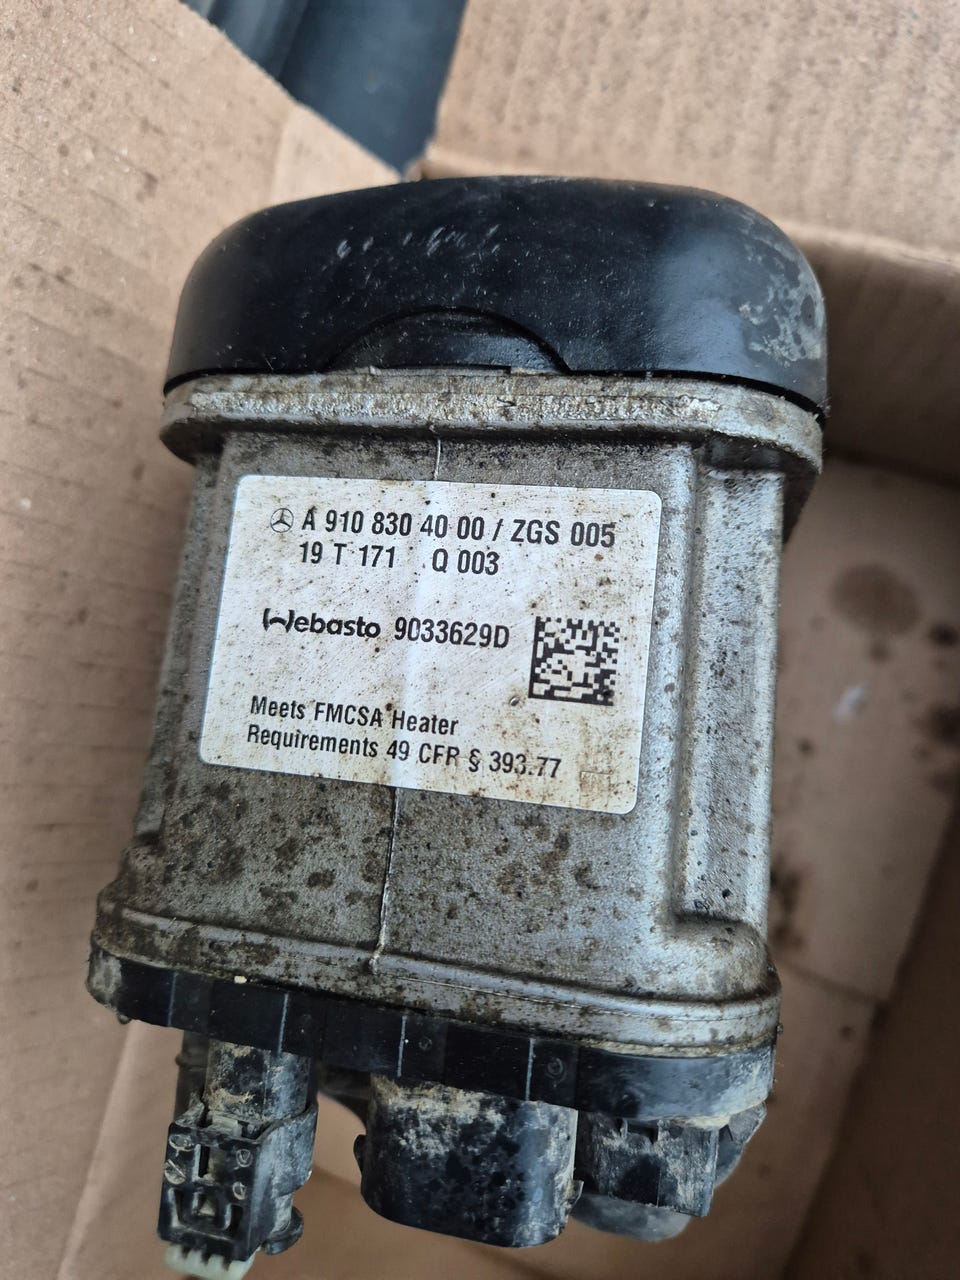 A 910 830 40 00 / ZGS 005
19 T 171 Q 003
Webasto 9033629D
Meets FMCSA Heater
Requirements 49 CFR § 393.77